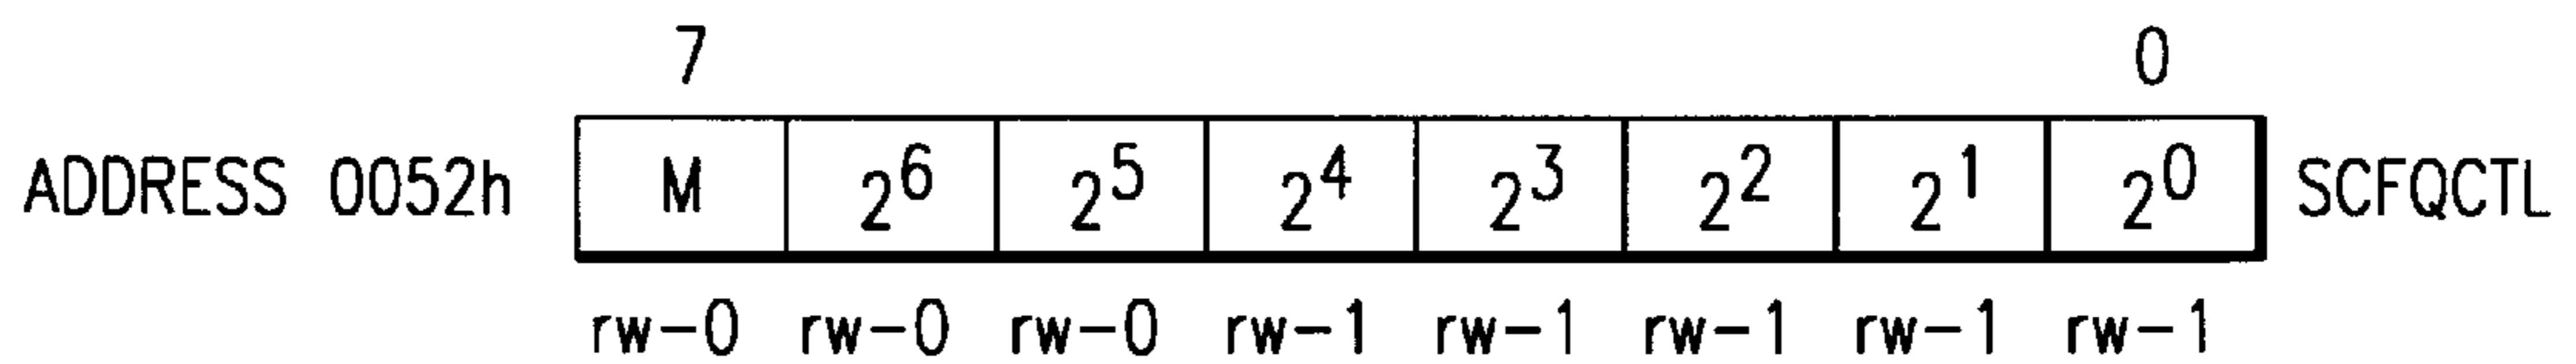 7 0
ADDRESS 0052h M 2^6 2^5 2^4 2^3 2^2 2^1 2^0 SCFQCTL
rw-0 rw-0 rw-0 rw-1 rw-1 rw-1 rw-1 rw-1